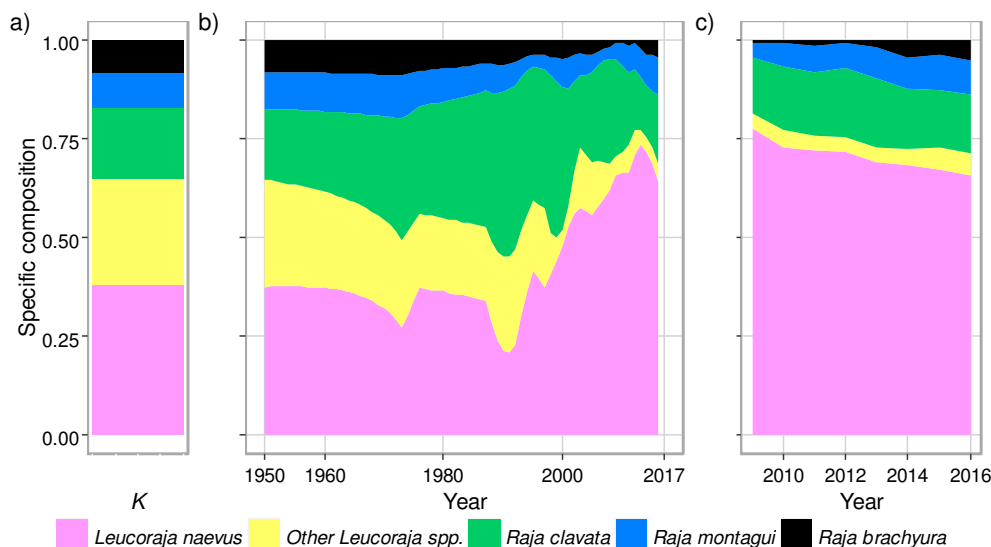 a)
b)
c)
Specific composition
1.00
0.75
0.50
0.25
0.00
K
1950
1960
1980
2000
2017
Year
2010
2012
2014
2016
Year
Leucoraja naevus
Other Leucoraja spp.
Raja clavata
Raja montagui
Raja brachyura